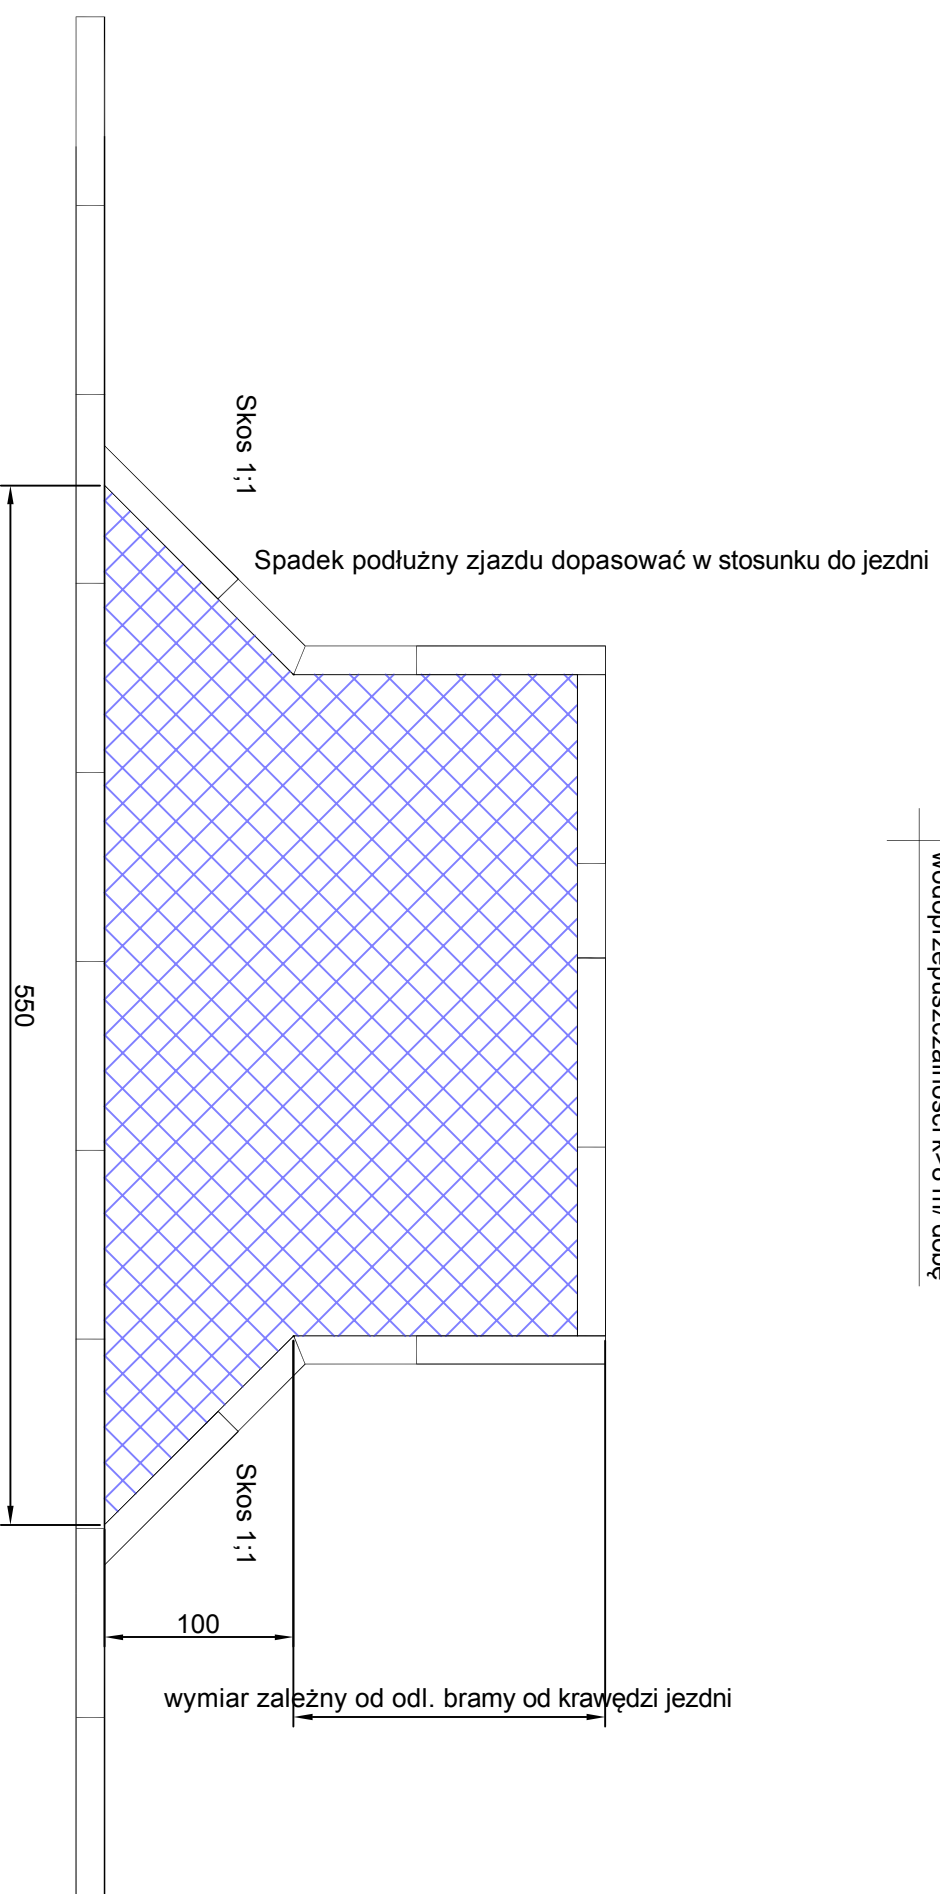 Skos 1;1
Spadek podłużny zjazdu dopasować w stosunku do jezdni
550
Skos 1;1
100
wymiar zależny od odl. bramy od krawędzi jezdni